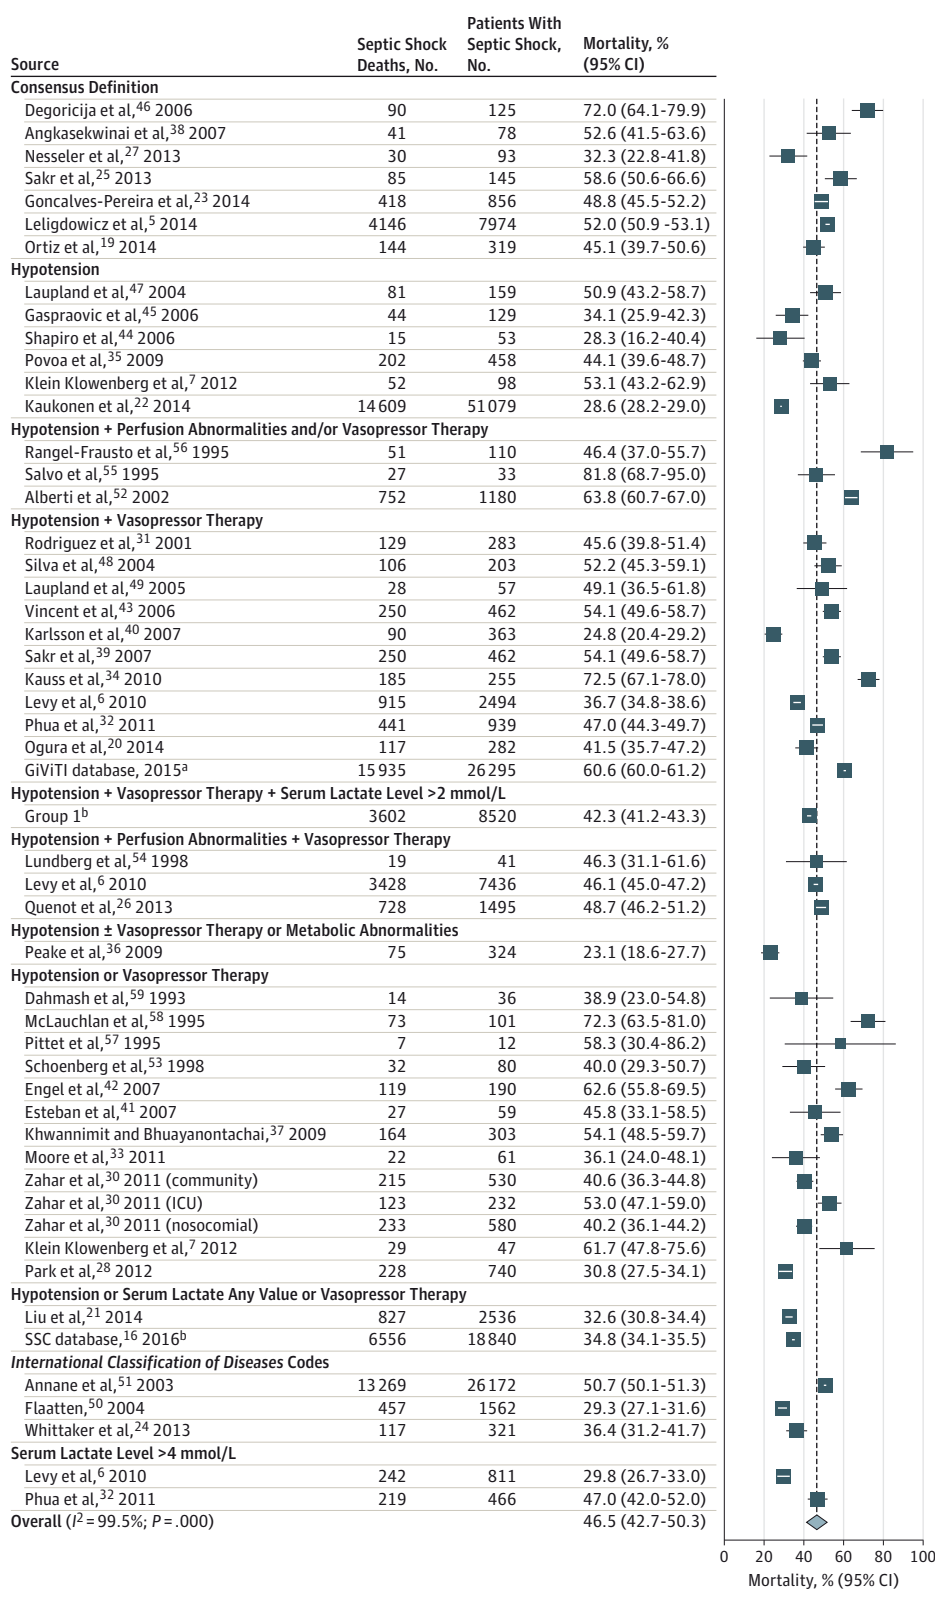 Source Septic Shock Deaths, No. Patients With Septic Shock, No. Mortality, % (95% CI)
Consensus Definition
Degoricija et al,46 2006 90 125 72.0 (64.1-79.9)
Angkasekwinai et al,38 2007 41 78 52.6 (41.5-63.6)
Nesseler et al,27 2013 30 93 32.3 (22.8-41.8)
Sakr et al,25 2013 85 145 58.6 (50.6-66.6)
Goncalves-Pereira et al,23 2014 418 856 48.8 (45.5-52.2)
Leligdowicz et al,5 2014 4146 7974 52.0 (50.9 -53.1)
Ortiz et al,19 2014 144 319 45.1 (39.7-50.6)
Hypotension
Laupland et al,47 2004 81 159 50.9 (43.2-58.7)
Gaspraovic et al,45 2006 44 129 34.1 (25.9-42.3)
Shapiro et al,44 2006 15 53 28.3 (16.2-40.4)
Povoa et al,35 2009 202 458 44.1 (39.6-48.7)
Klein Klowenberg et al,7 2012 52 98 53.1 (43.2-62.9)
Kaukonen et al,22 2014 14 609 51 079 28.6 (28.2-29.0)
Hypotension + Perfusion Abnormalities and/or Vasopressor Therapy
Rangel-Frausto et al,56 1995 51 110 46.4 (37.0-55.7)
Salvo et al,55 1995 27 33 81.8 (68.7-95.0)
Alberti et al,52 2002 752 1180 63.8 (60.7-67.0)
Hypotension + Vasopressor Therapy
Rodriguez et al,31 2001 129 283 45.6 (39.8-51.4)
Silva et al,48 2004 106 203 52.2 (45.3-59.1)
Laupland et al,49 2005 28 57 49.1 (36.5-61.8)
Vincent et al,43 2006 250 462 54.1 (49.6-58.7)
Karlsson et al,40 2007 90 363 24.8 (20.4-29.2)
Sakr et al,39 2007 250 462 54.1 (49.6-58.7)
Kauss et al,34 2010 185 255 72.5 (67.1-78.0)
Levy et al,6 2010 915 2494 36.7 (34.8-38.6)
Phua et al,32 2011 441 939 47.0 (44.3-49.7)
Ogura et al,20 2014 117 282 41.5 (35.7-47.2)
GiViTI database, 2015a 15 935 26 295 60.6 (60.0-61.2)
Hypotension + Vasopressor Therapy + Serum Lactate Level >2 mmol/L
Group 1b 3602 8520 42.3 (41.2-43.3)
Hypotension + Perfusion Abnormalities + Vasopressor Therapy
Lundberg et al,54 1998 19 41 46.3 (31.1-61.6)
Levy et al,6 2010 3428 7436 46.1 (45.0-47.2)
Quenot et al,26 2013 728 1495 48.7 (46.2-51.2)
Hypotension ± Vasopressor Therapy or Metabolic Abnormalities
Peake et al,36 2009 75 324 23.1 (18.6-27.7)
Hypotension or Vasopressor Therapy
Dahmash et al,59 1993 14 36 38.9 (23.0-54.8)
McLauchlan et al,58 1995 73 101 72.3 (63.5-81.0)
Pittet et al,57 1995 7 12 58.3 (30.4-86.2)
Schoenberg et al,53 1998 32 80 40.0 (29.3-50.7)
Engel et al,42 2007 119 190 62.6 (55.8-69.5)
Esteban et al,41 2007 27 59 45.8 (33.1-58.5)
Khwannimit and Bhuayanontachai,37 2009 164 303 54.1 (48.5-59.7)
Moore et al,33 2011 22 61 36.1 (24.0-48.1)
Zahar et al,30 2011 (community) 215 530 40.6 (36.3-44.8)
Zahar et al,30 2011 (ICU) 123 232 53.0 (47.1-59.0)
Zahar et al,30 2011 (nosocomial) 233 580 40.2 (36.1-44.2)
Klein Klowenberg et al,7 2012 29 47 61.7 (47.8-75.6)
Park et al,28 2012 228 740 30.8 (27.5-34.1)
Hypotension or Serum Lactate Any Value or Vasopressor Therapy
Liu et al,21 2014 827 2536 32.6 (30.8-34.4)
SSC database,16 2016b 6556 18 840 34.8 (34.1-35.5)
International Classification of Diseases Codes
Annane et al,51 2003 13 269 26 172 50.7 (50.1-51.3)
Flaatten,50 2004 457 1562 29.3 (27.1-31.6)
Whittaker et al,24 2013 117 321 36.4 (31.2-41.7)
Serum Lactate Level >4 mmol/L
Levy et al,6 2010 242 811 29.8 (26.7-33.0)
Phua et al,32 2011 219 466 47.0 (42.0-52.0)
Overall (I2 = 99.5%; P = .000) 46.5 (42.7-50.3)
0 20 40 60 80 100
Mortality, % (95% CI)